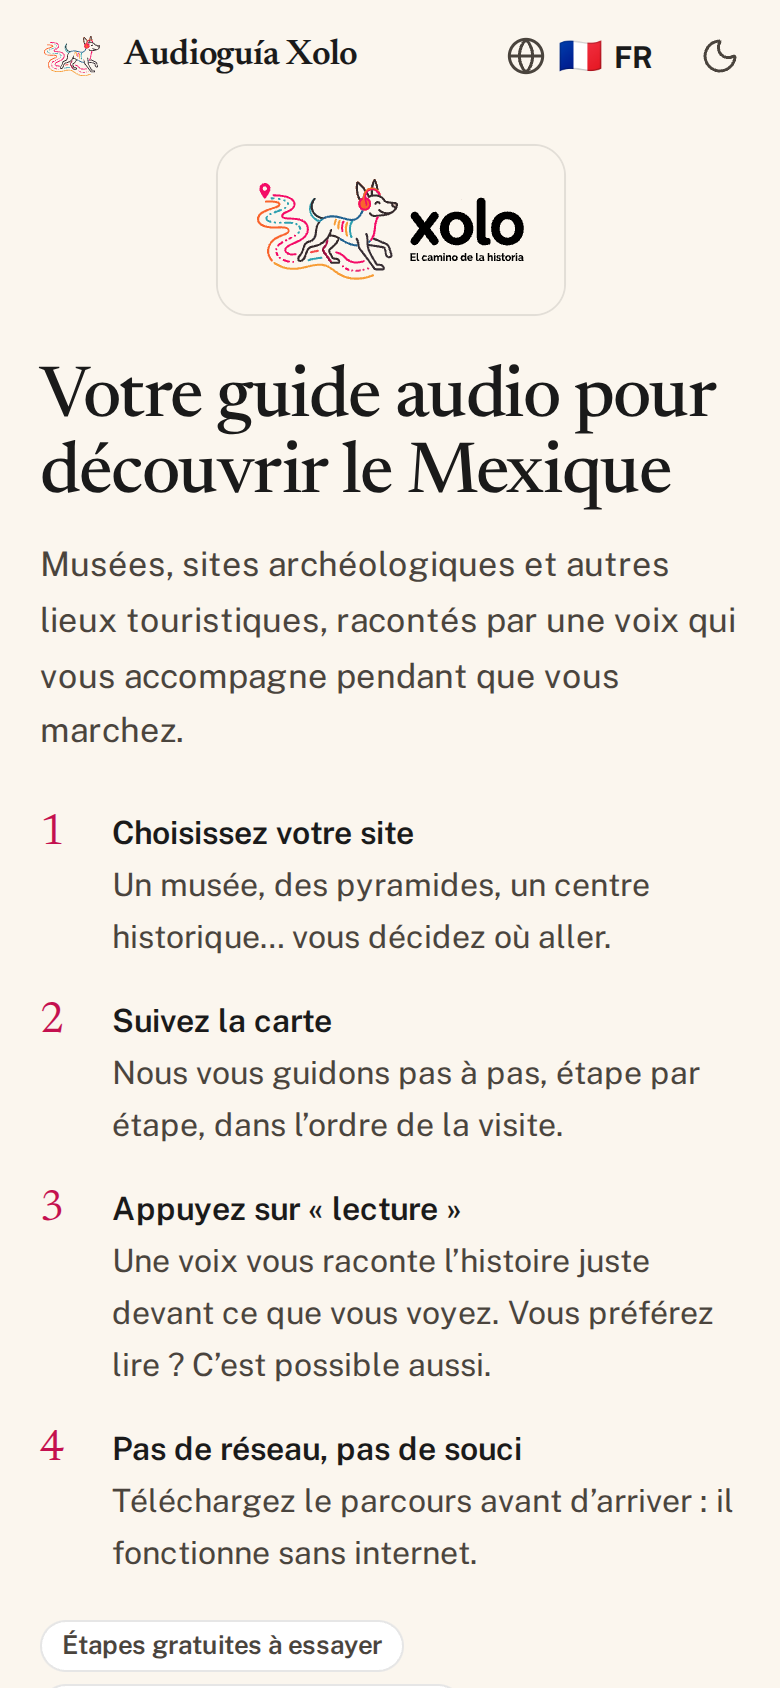 Audioguía Xolo
FR
xolo
El camino de la historia
Votre guide audio pour
découvrir le Mexique
Musées, sites archéologiques et autres
lieux touristiques, racontés par une voix qui
vous accompagne pendant que vous
marchez.
1
Choisissez votre site
Un musée, des pyramides, un centre
historique… vous décidez où aller.
2
Suivez la carte
Nous vous guidons pas à pas, étape par
étape, dans l’ordre de la visite.
3
Appuyez sur « lecture »
Une voix vous raconte l’histoire juste
devant ce que vous voyez. Vous préférez
lire ? C’est possible aussi.
4
Pas de réseau, pas de souci
Téléchargez le parcours avant d’arriver : il
fonctionne sans internet.
Étapes gratuites à essayer